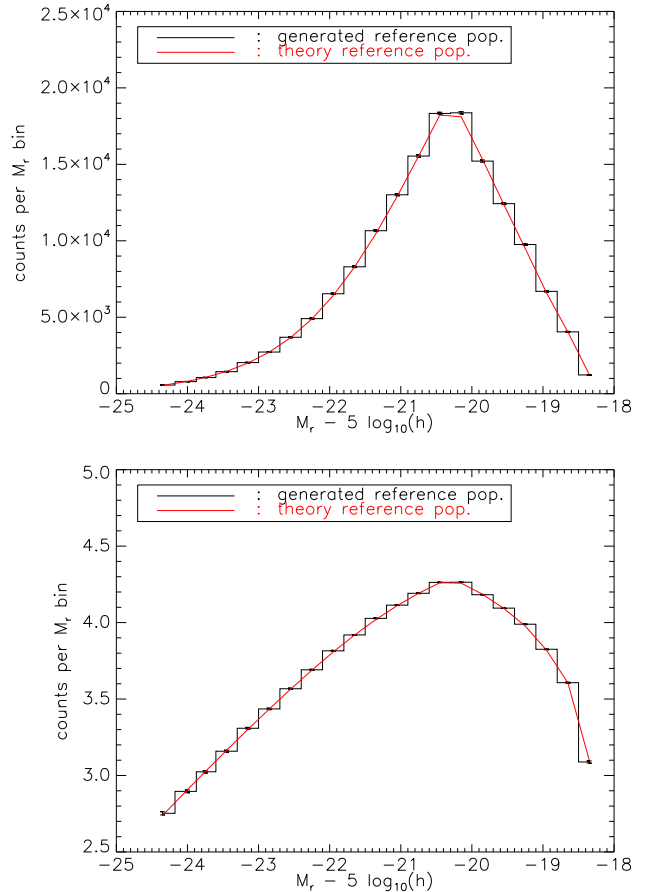 2.5×10⁴
2.0×10⁴
1.5×10⁴
1.0×10⁴
5.0×10³
0
counts per Mᵣ bin
: generated reference pop.
: theory reference pop.
−25 −24 −23 −22 −21 −20 −19 −18
Mᵣ − 5 log₁₀(h)
5.0
4.5
4.0
3.5
3.0
2.5
counts per Mᵣ bin
: generated reference pop.
: theory reference pop.
−25 −24 −23 −22 −21 −20 −19 −18
Mᵣ − 5 log₁₀(h)